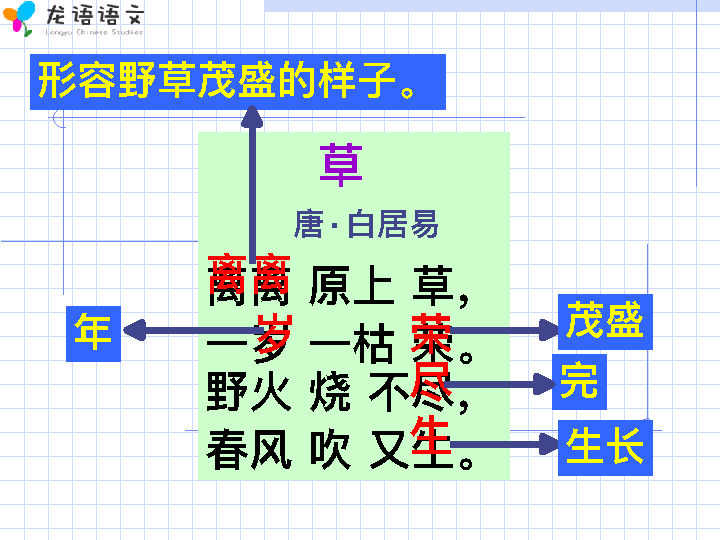 龙语语文
Longyu Chinese Studies
形容野草茂盛的样子。
草
唐·白居易
离离 原上 草，
一岁 一枯 荣。
野火 烧 不尽，
春风 吹 又生。
年
茂盛
完
生长